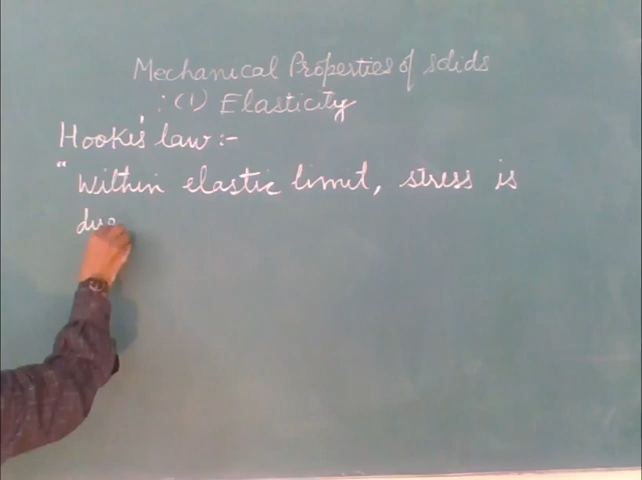 Mechanical Properties of solids
:(1) Elasticity
Hooke's law :-
"Within elastic limit, stress is